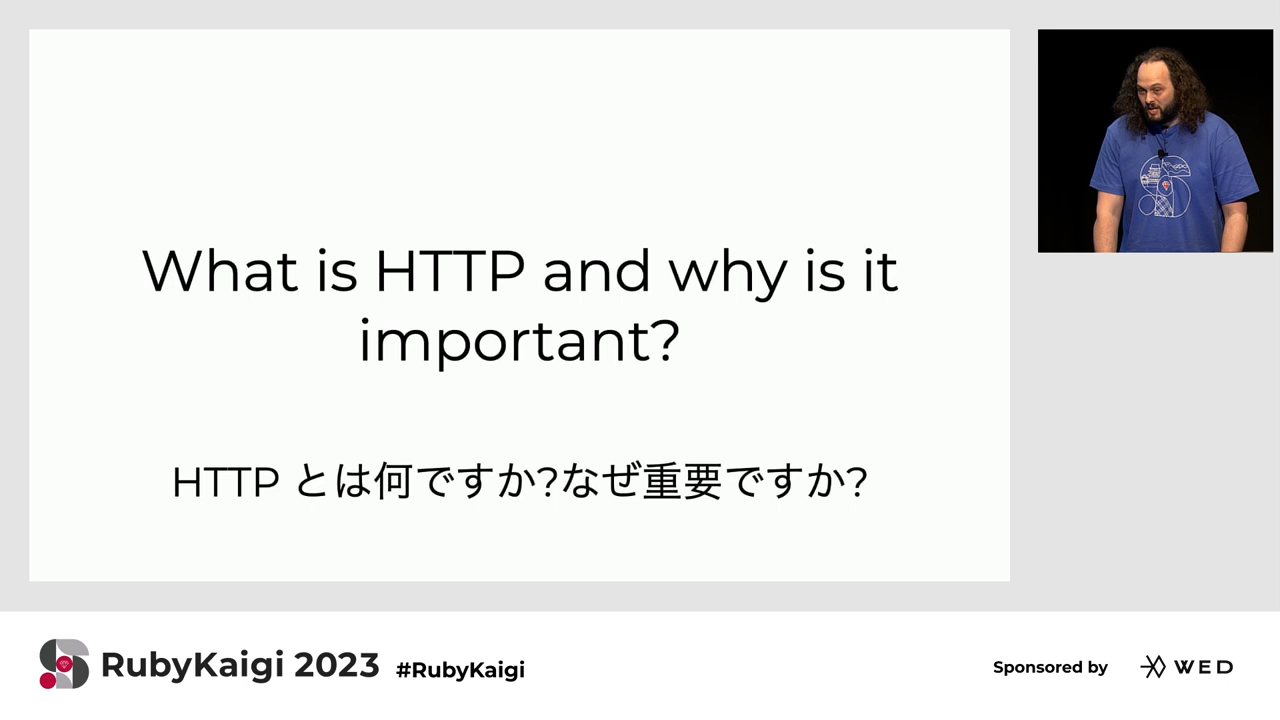 What is HTTP and why is it
important?
HTTP とは何ですか?なぜ重要ですか?
RubyKaigi 2023 #RubyKaigi
Sponsored by WED